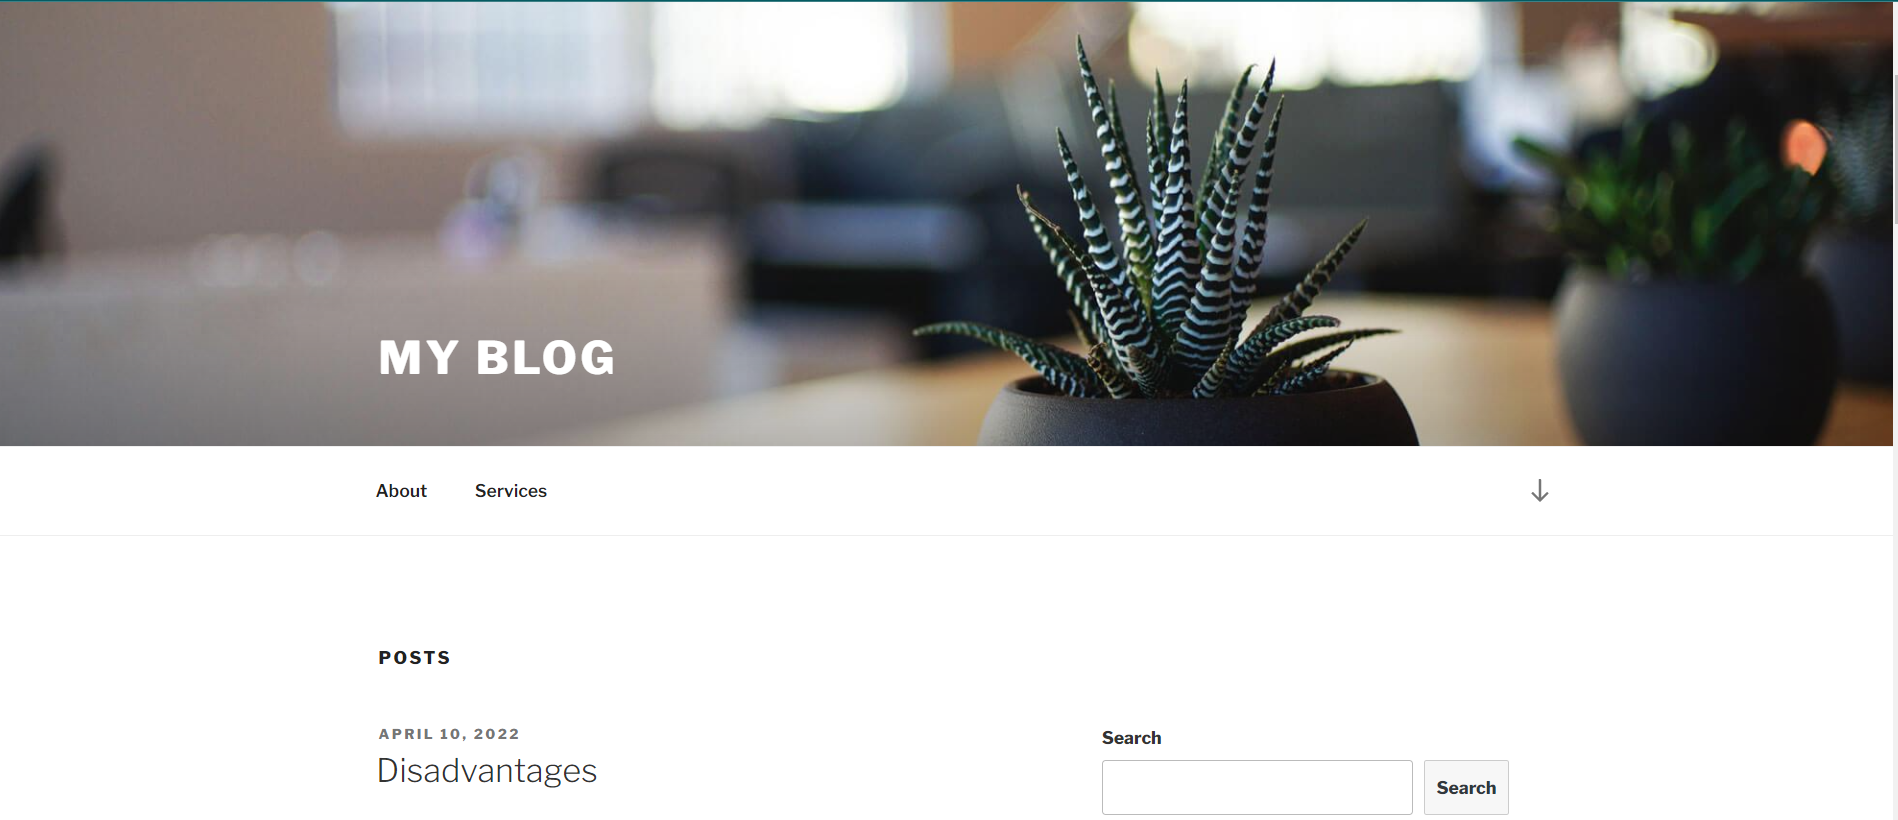 MY BLOG
About
Services
POSTS
APRIL 10, 2022
Disadvantages
Search
Search